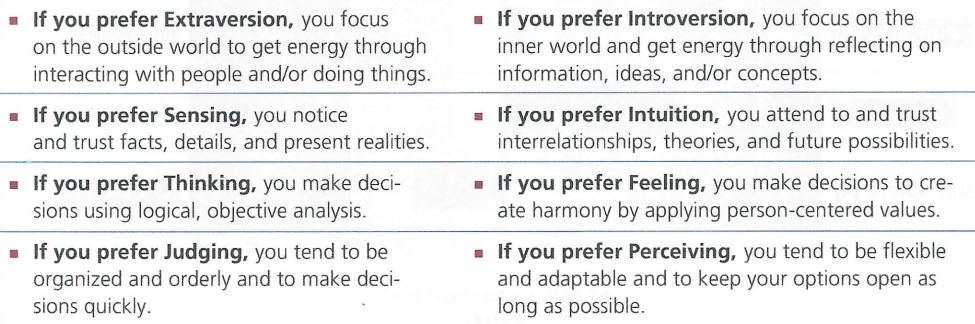 ▪ If you prefer Extraversion, you focus
on the outside world to get energy through
interacting with people and/or doing things.
▪ If you prefer Introversion, you focus on the
inner world and get energy through reflecting on
information, ideas, and/or concepts.
▪ If you prefer Sensing, you notice
and trust facts, details, and present realities.
▪ If you prefer Intuition, you attend to and trust
interrelationships, theories, and future possibilities.
▪ If you prefer Thinking, you make deci-
sions using logical, objective analysis.
▪ If you prefer Feeling, you make decisions to cre-
ate harmony by applying person-centered values.
▪ If you prefer Judging, you tend to be
organized and orderly and to make deci-
sions quickly.
▪ If you prefer Perceiving, you tend to be flexible
and adaptable and to keep your options open as
long as possible.